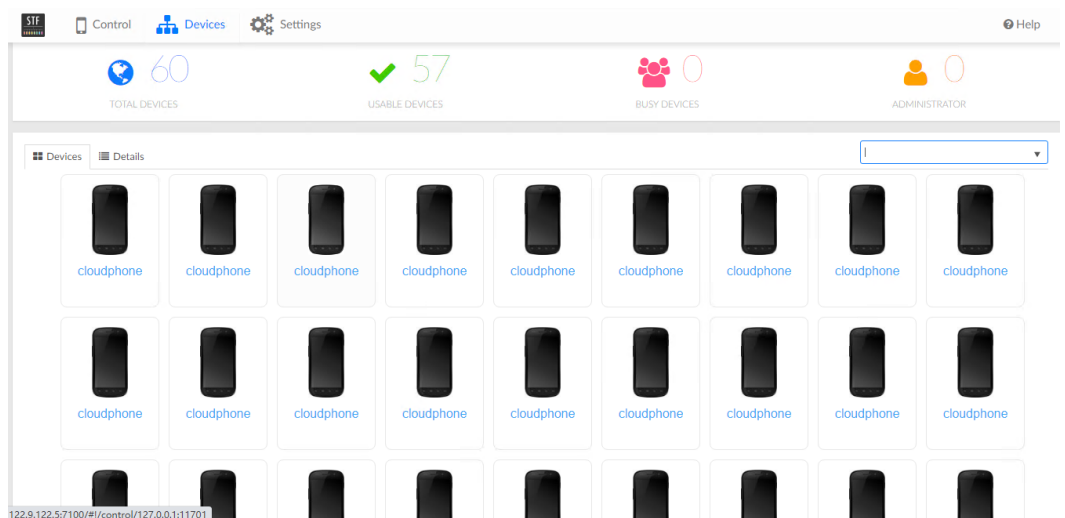 STF
Control
Devices
Settings
Help
60
57
0
0
TOTAL DEVICES
USABLE DEVICES
BUSY DEVICES
ADMINISTRATOR
Devices
Details
cloudphone cloudphone cloudphone cloudphone cloudphone cloudphone cloudphone cloudphone cloudphone
cloudphone cloudphone cloudphone cloudphone cloudphone cloudphone cloudphone cloudphone cloudphone
122.9.122.5:7100/#!/control/127.0.0.1:11701